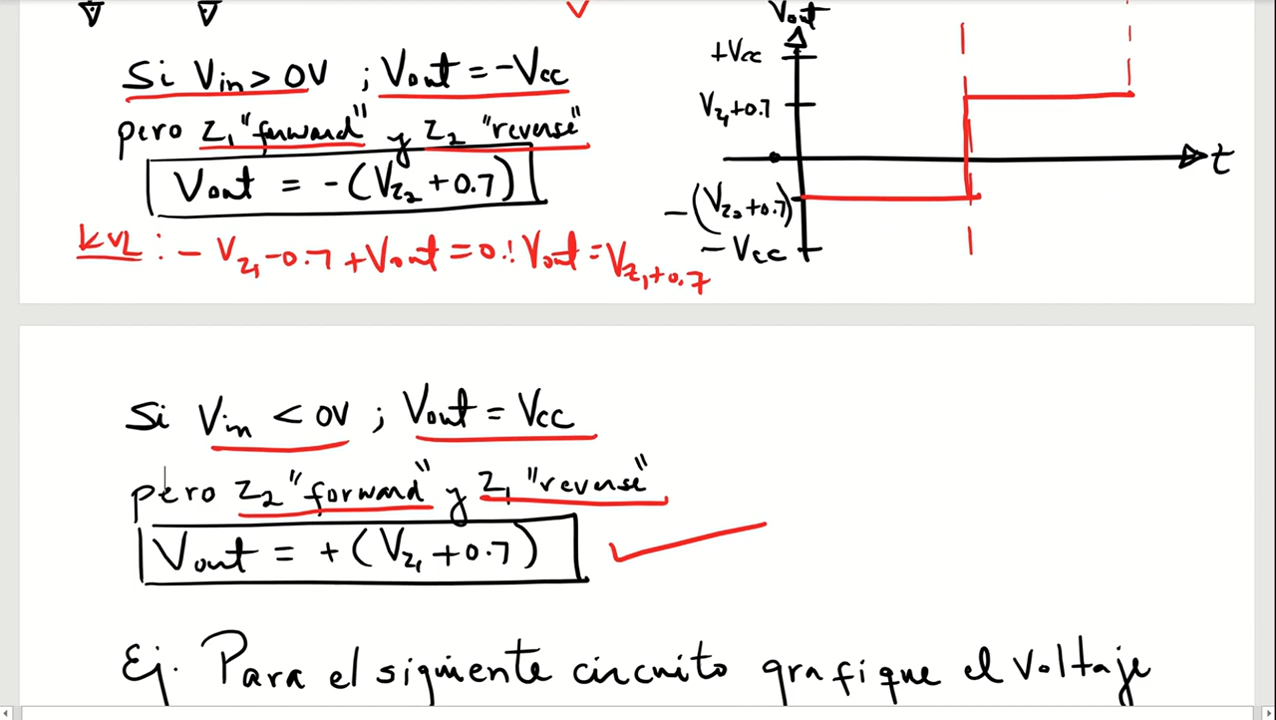 Si Vin > 0V ; Vout = -Vcc
pero Z1 "forward" y Z2 "reverse"
Vout = -(Vz2 + 0.7)
KVL: - Vz1 - 0.7 + Vout = 0 ∴ Vout = Vz1 + 0.7
Vout
+Vcc
Vz1+0.7
t
-(Vz2+0.7)
-Vcc
Si Vin < 0V ; Vout = Vcc
pero Z2 "forward" y Z1 "reverse"
Vout = +(Vz1 + 0.7)
Ej. Para el siguiente circuito grafique el voltaje